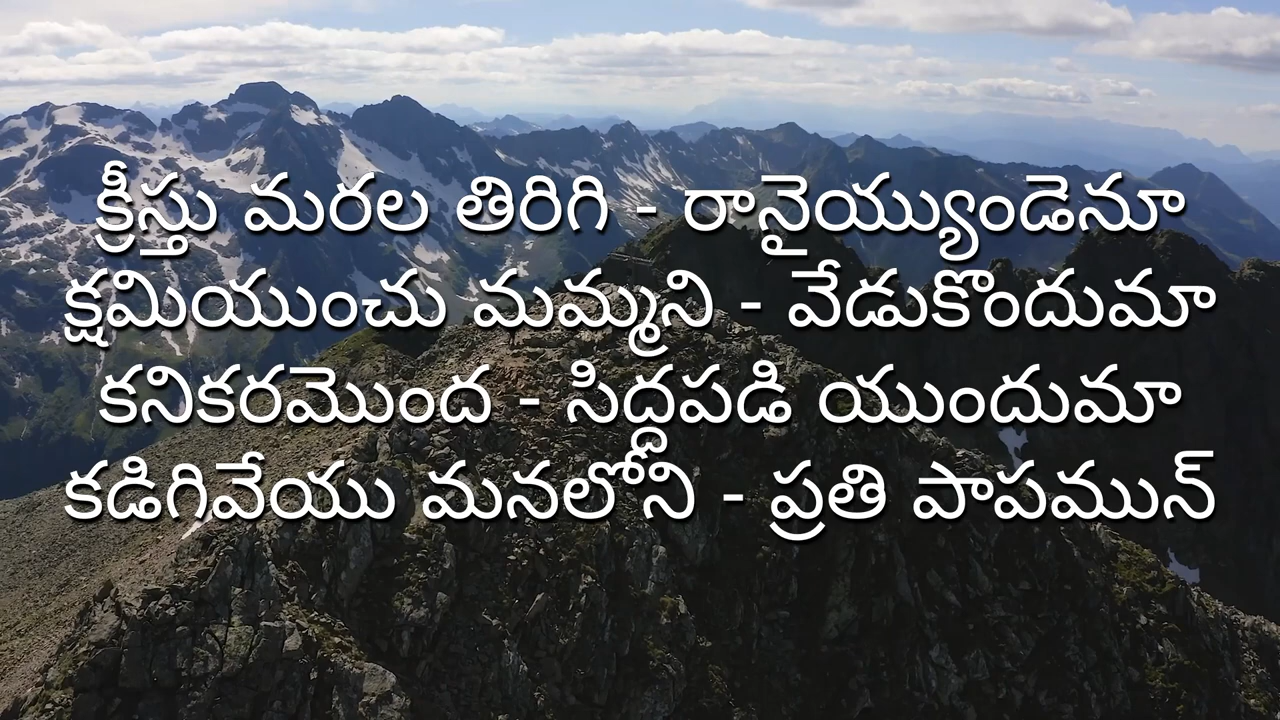 క్రీస్తు మరల తిరిగి - రానైయ్యుండెనూ
క్షమియుంచు మమ్మని - వేడుకొందుమా
కనికరమొంద - సిద్ధపడి యుందుమా
కడిగివేయు మనలోని - ప్రతి పాపమున్